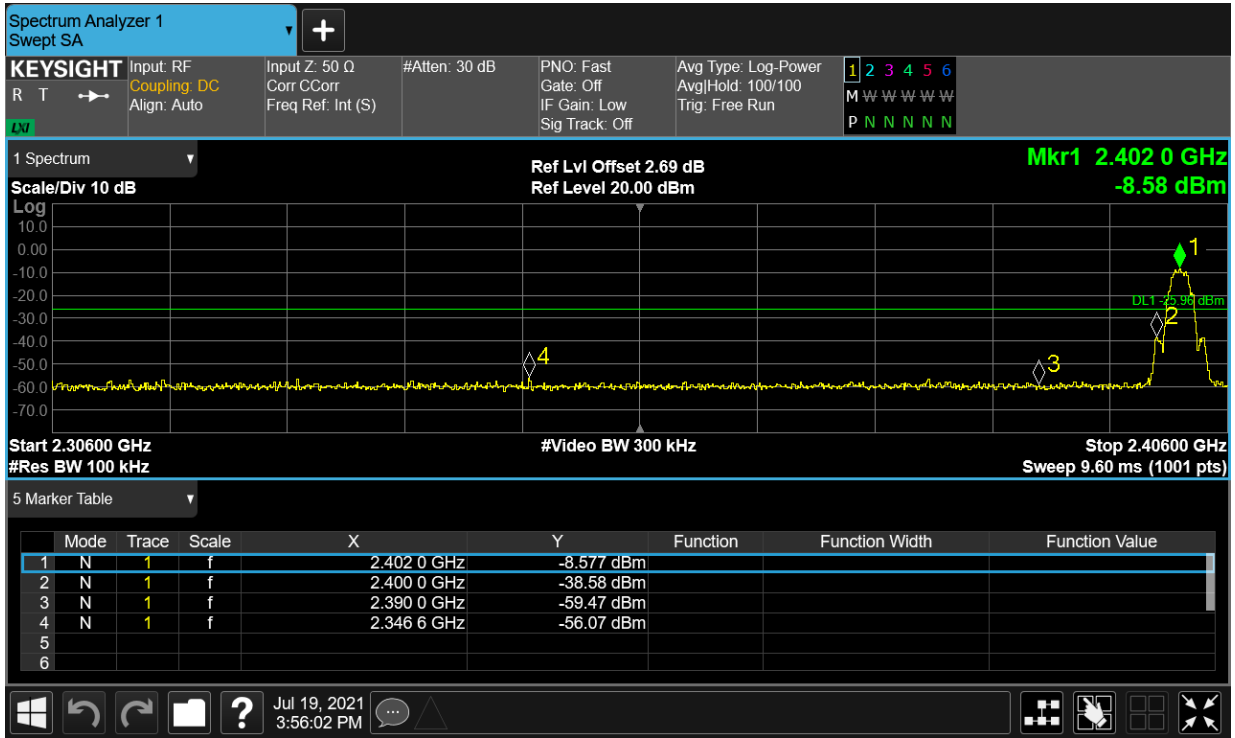 Spectrum Analyzer 1
Swept SA
KEYSIGHT
R T
LXI
Input: RF
Coupling: DC
Align: Auto
Input Z: 50 Ω
Corr CCorr
Freq Ref: Int (S)
#Atten: 30 dB
PNO: Fast
Gate: Off
IF Gain: Low
Sig Track: Off
Avg Type: Log-Power
Avg|Hold: 100/100
Trig: Free Run
1 2 3 4 5 6
M W W W W W
P N N N N N
1 Spectrum
Scale/Div 10 dB
Ref Lvl Offset 2.69 dB
Ref Level 20.00 dBm
Mkr1 2.402 0 GHz
-8.58 dBm
Log
10.0
0.00
-10.0
-20.0
-30.0
-40.0
-50.0
-60.0
-70.0
1
DL1 -25.96 dBm
2
4
3
Start 2.30600 GHz
#Res BW 100 kHz
#Video BW 300 kHz
Stop 2.40600 GHz
Sweep 9.60 ms (1001 pts)
5 Marker Table
Mode Trace Scale X Y Function Function Width Function Value
1 N 1 f 2.402 0 GHz -8.577 dBm
2 N 1 f 2.400 0 GHz -38.58 dBm
3 N 1 f 2.390 0 GHz -59.47 dBm
4 N 1 f 2.346 6 GHz -56.07 dBm
5
6
?
Jul 19, 2021
3:56:02 PM